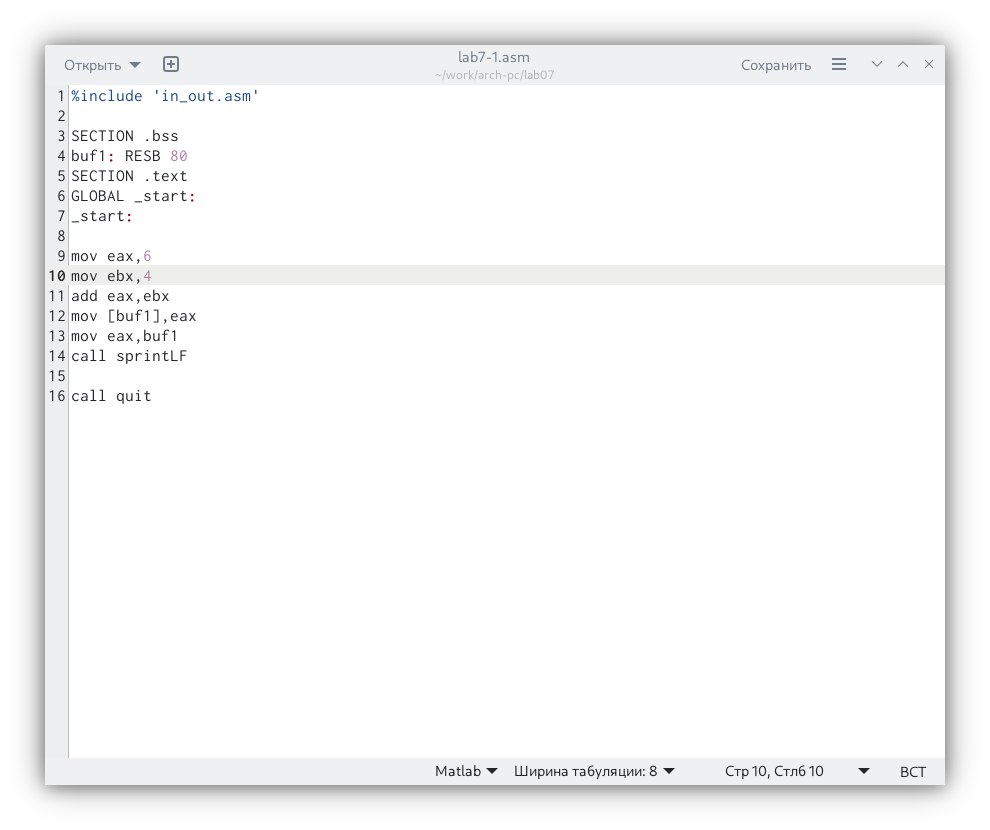 Открыть
lab7-1.asm
~/work/arch-pc/lab07
Сохранить
1 %include 'in_out.asm'
2
3 SECTION .bss
4 buf1: RESB 80
5 SECTION .text
6 GLOBAL _start:
7 _start:
8
9 mov eax,6
10 mov ebx,4
11 add eax,ebx
12 mov [buf1],eax
13 mov eax,buf1
14 call sprintLF
15
16 call quit
Matlab Ширина табуляции: 8 Стр 10, Стлб 10 ВСТ